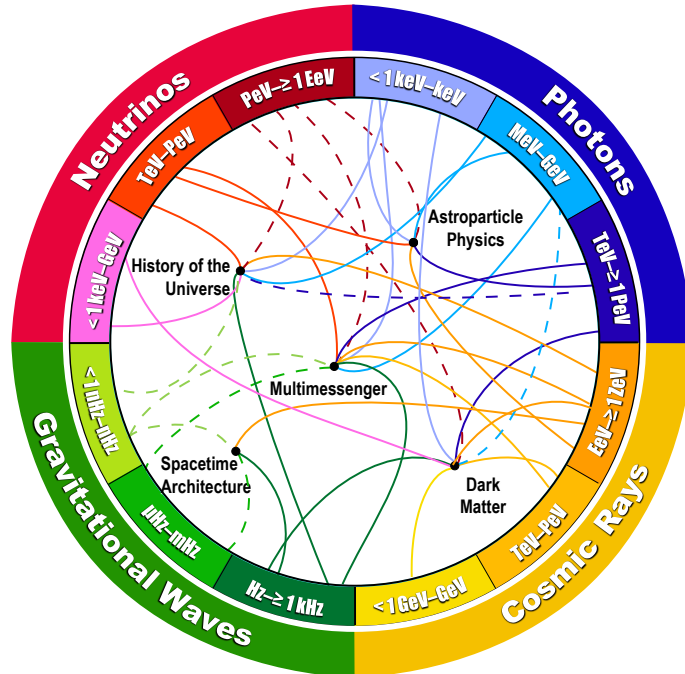 Neutrinos
Photons
Gravitational Waves
Cosmic Rays
PeV–≥ 1 EeV
< 1 keV–keV
TeV–PeV
MeV–GeV
< 1 keV–GeV
TeV–≥ 1 PeV
< 1 nHz–nHz
EeV–≥ 1 ZeV
μHz–mHz
TeV–PeV
Hz–≥ 1 kHz
< 1 GeV–GeV
Astroparticle
Physics
History of the
Universe
Multimessenger
Spacetime
Architecture
Dark
Matter